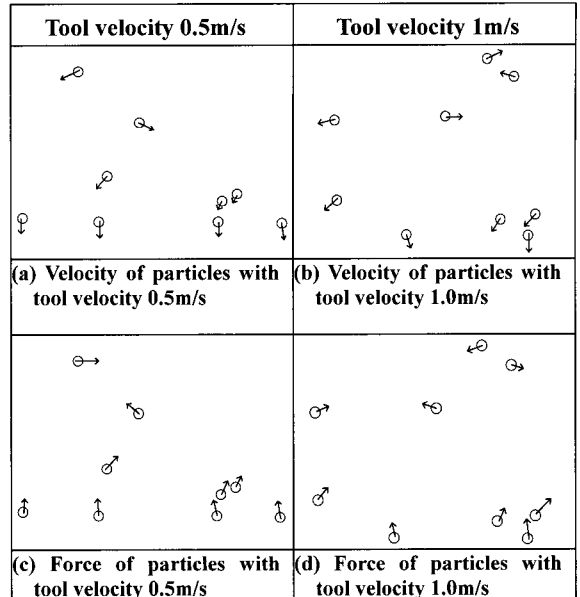 Tool velocity 0.5m/s
Tool velocity 1m/s
(a) Velocity of particles with
tool velocity 0.5m/s
(b) Velocity of particles with
tool velocity 1.0m/s
(c) Force of particles with
tool velocity 0.5m/s
(d) Force of particles with
tool velocity 1.0m/s